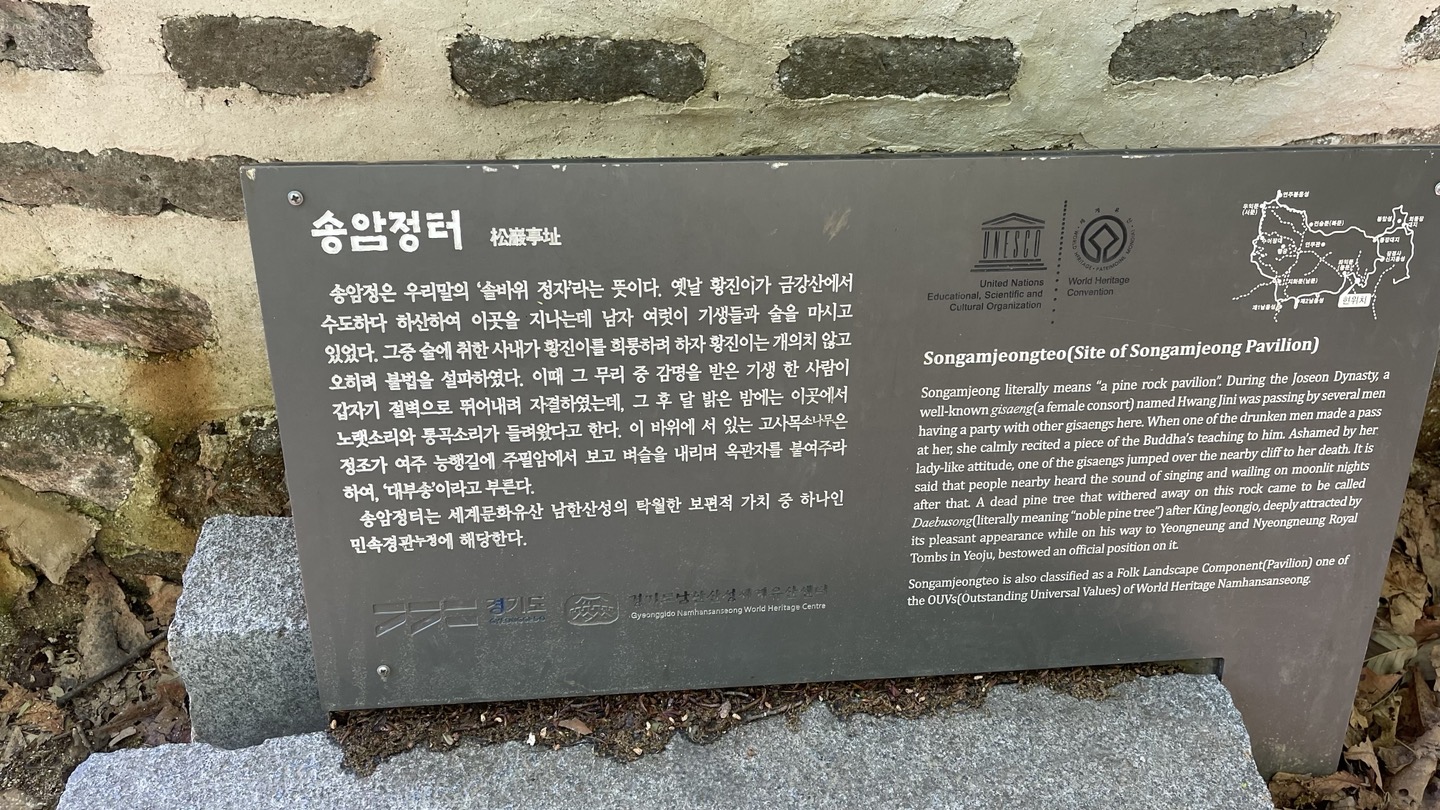 송암정터 松巖亭址
송암정은 우리말의 '솔바위 정자'라는 뜻이다. 옛날 황진이가 금강산에서
수도하다 하산하여 이곳을 지나는데 남자 여럿이 기생들과 술을 마시고
있었다. 그중 술에 취한 사내가 황진이를 희롱하려 하자 황진이는 개의치 않고
오히려 불법을 설파하였다. 이때 그 무리 중 감명을 받은 기생 한 사람이
갑자기 절벽으로 뛰어내려 자결하였는데, 그 후 달 밝은 밤에는 이곳에서
노랫소리와 통곡소리가 들려왔다고 한다. 이 바위에 서 있는 고사목소나무은
정조가 여주 능행길에 주필암에서 보고 벼슬을 내리며 옥관자를 붙여주라
하여, '대부송'이라고 부른다.
송암정터는 세계문화유산 남한산성의 탁월한 보편적 가치 중 하나인
민속경관누정에 해당한다.
경기도
경기도남한산성세계유산센터
Gyeonggido Namhansanseong World Heritage Centre
UNESCO
United Nations
Educational, Scientific and
Cultural Organization
WORLD HERITAGE • PATRIMOINE MONDIAL
World Heritage
Convention
현위치
Songamjeongteo(Site of Songamjeong Pavilion)
Songamjeong literally means “a pine rock pavilion”. During the Joseon Dynasty, a
well-known gisaeng(a female consort) named Hwang Jini was passing by several men
having a party with other gisaengs here. When one of the drunken men made a pass
at her, she calmly recited a piece of the Buddha's teaching to him. Ashamed by her
lady-like attitude, one of the gisaengs jumped over the nearby cliff to her death. It is
said that people nearby heard the sound of singing and wailing on moonlit nights
after that. A dead pine tree that withered away on this rock came to be called
Daebusong(literally meaning “noble pine tree”) after King Jeongjo, deeply attracted by
its pleasant appearance while on his way to Yeongneung and Nyeongneung Royal
Tombs in Yeoju, bestowed an official position on it.
Songamjeongteo is also classified as a Folk Landscape Component(Pavilion) one of
the OUVs(Outstanding Universal Values) of World Heritage Namhansanseong.